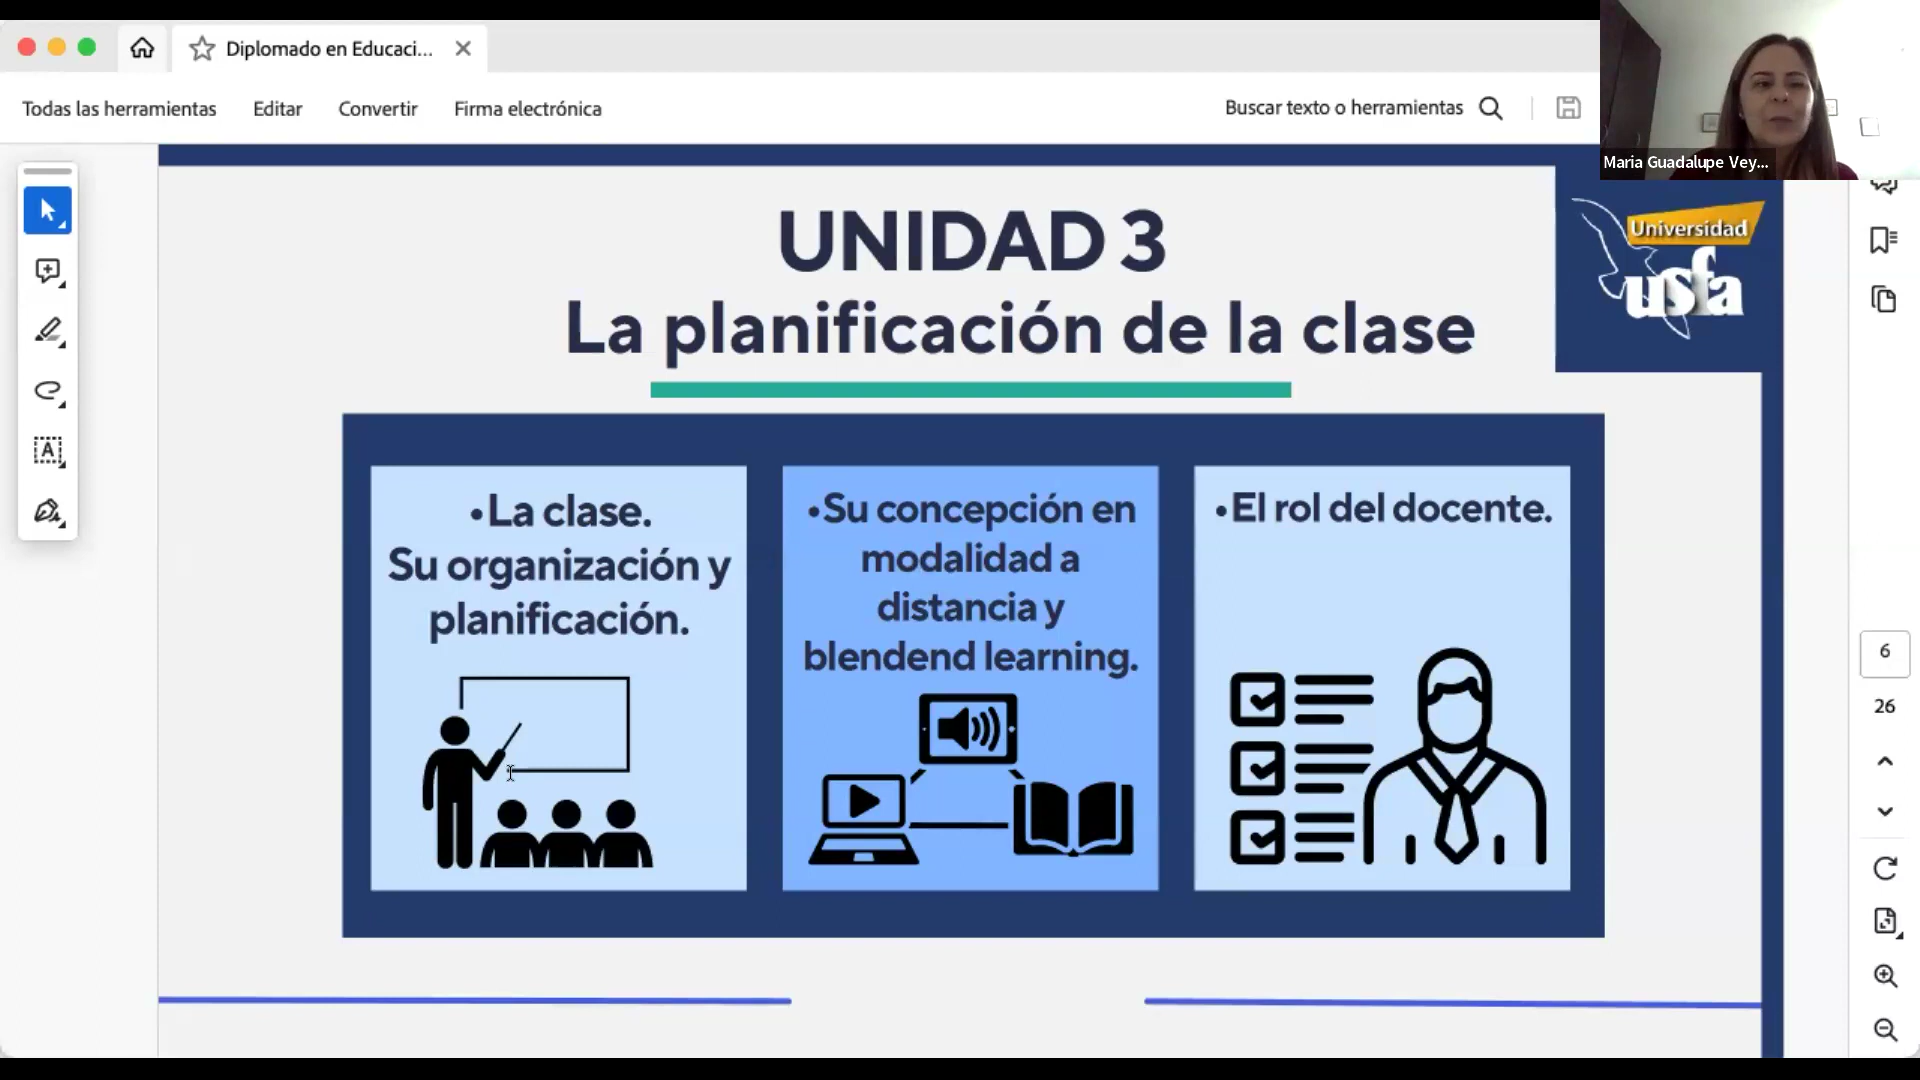 Diplomado en Educaci...
Todas las herramientas
Editar
Convertir
Firma electrónica
Buscar texto o herramientas
Maria Guadalupe Vey...
UNIDAD 3
La planificación de la clase
Universidad
usfa
•La clase.
Su organización y
planificación.
•Su concepción en
modalidad a
distancia y
blendend learning.
•El rol del docente.
A
6
26